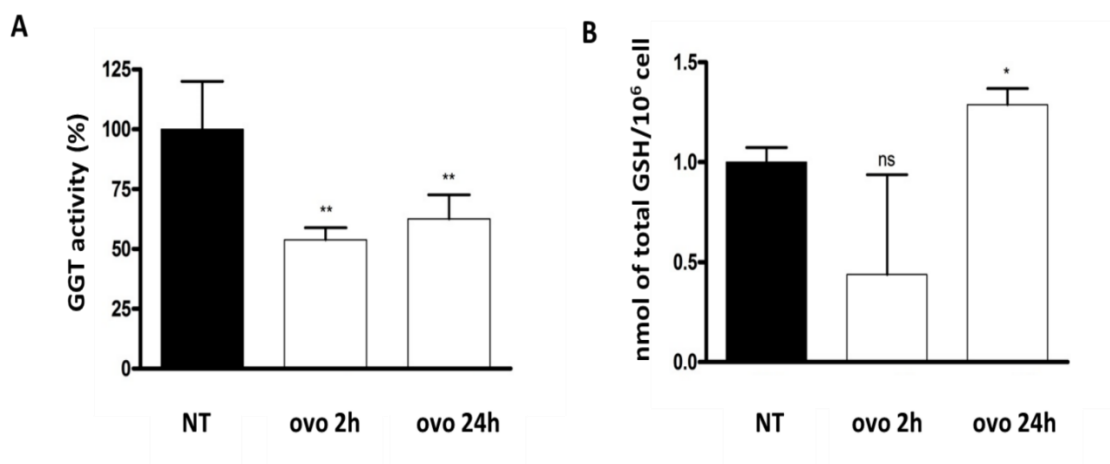 A
GGT activity (%)
125
100
75
50
25
0
**
**
NT ovo 2h ovo 24h
B
nmol of total GSH/10⁶ cell
1.5
1.0
0.5
0.0
ns
*
NT ovo 2h ovo 24h